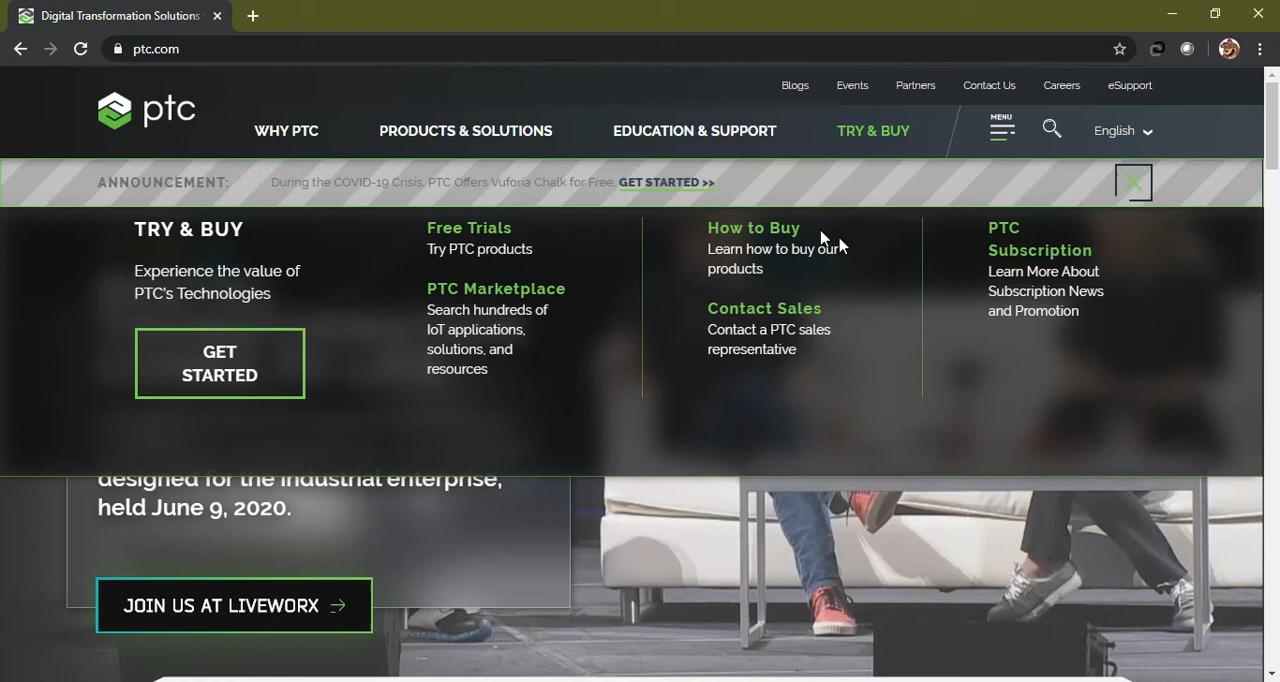 Digital Transformation Solutions
ptc.com
Blogs
Events
Partners
Contact Us
Careers
eSupport
ptc
WHY PTC
PRODUCTS & SOLUTIONS
EDUCATION & SUPPORT
TRY & BUY
MENU
English
ANNOUNCEMENT:
During the COVID-19 Crisis, PTC Offers Vuforia Chalk for Free. GET STARTED >>
TRY & BUY
Experience the value of
PTC's Technologies
GET
STARTED
Free Trials
Try PTC products
PTC Marketplace
Search hundreds of
IoT applications,
solutions, and
resources
How to Buy
Learn how to buy our
products
Contact Sales
Contact a PTC sales
representative
PTC
Subscription
Learn More About
Subscription News
and Promotion
designed for the industrial enterprise,
held June 9, 2020.
JOIN US AT LIVEWORX